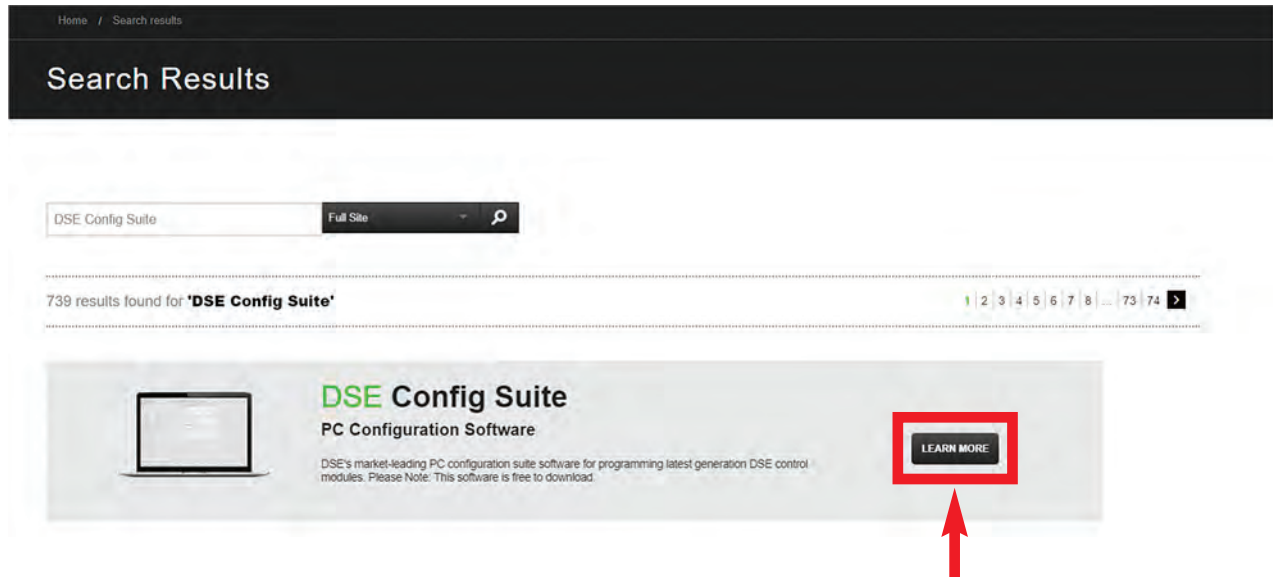 Home / Search results
Search Results
DSE Config Suite
Full Site
739 results found for 'DSE Config Suite'
1 2 3 4 5 6 7 8 ... 73 74
DSE Config Suite
PC Configuration Software
DSE's market-leading PC configuration suite software for programming latest generation DSE control
modules. Please Note: This software is free to download.
LEARN MORE